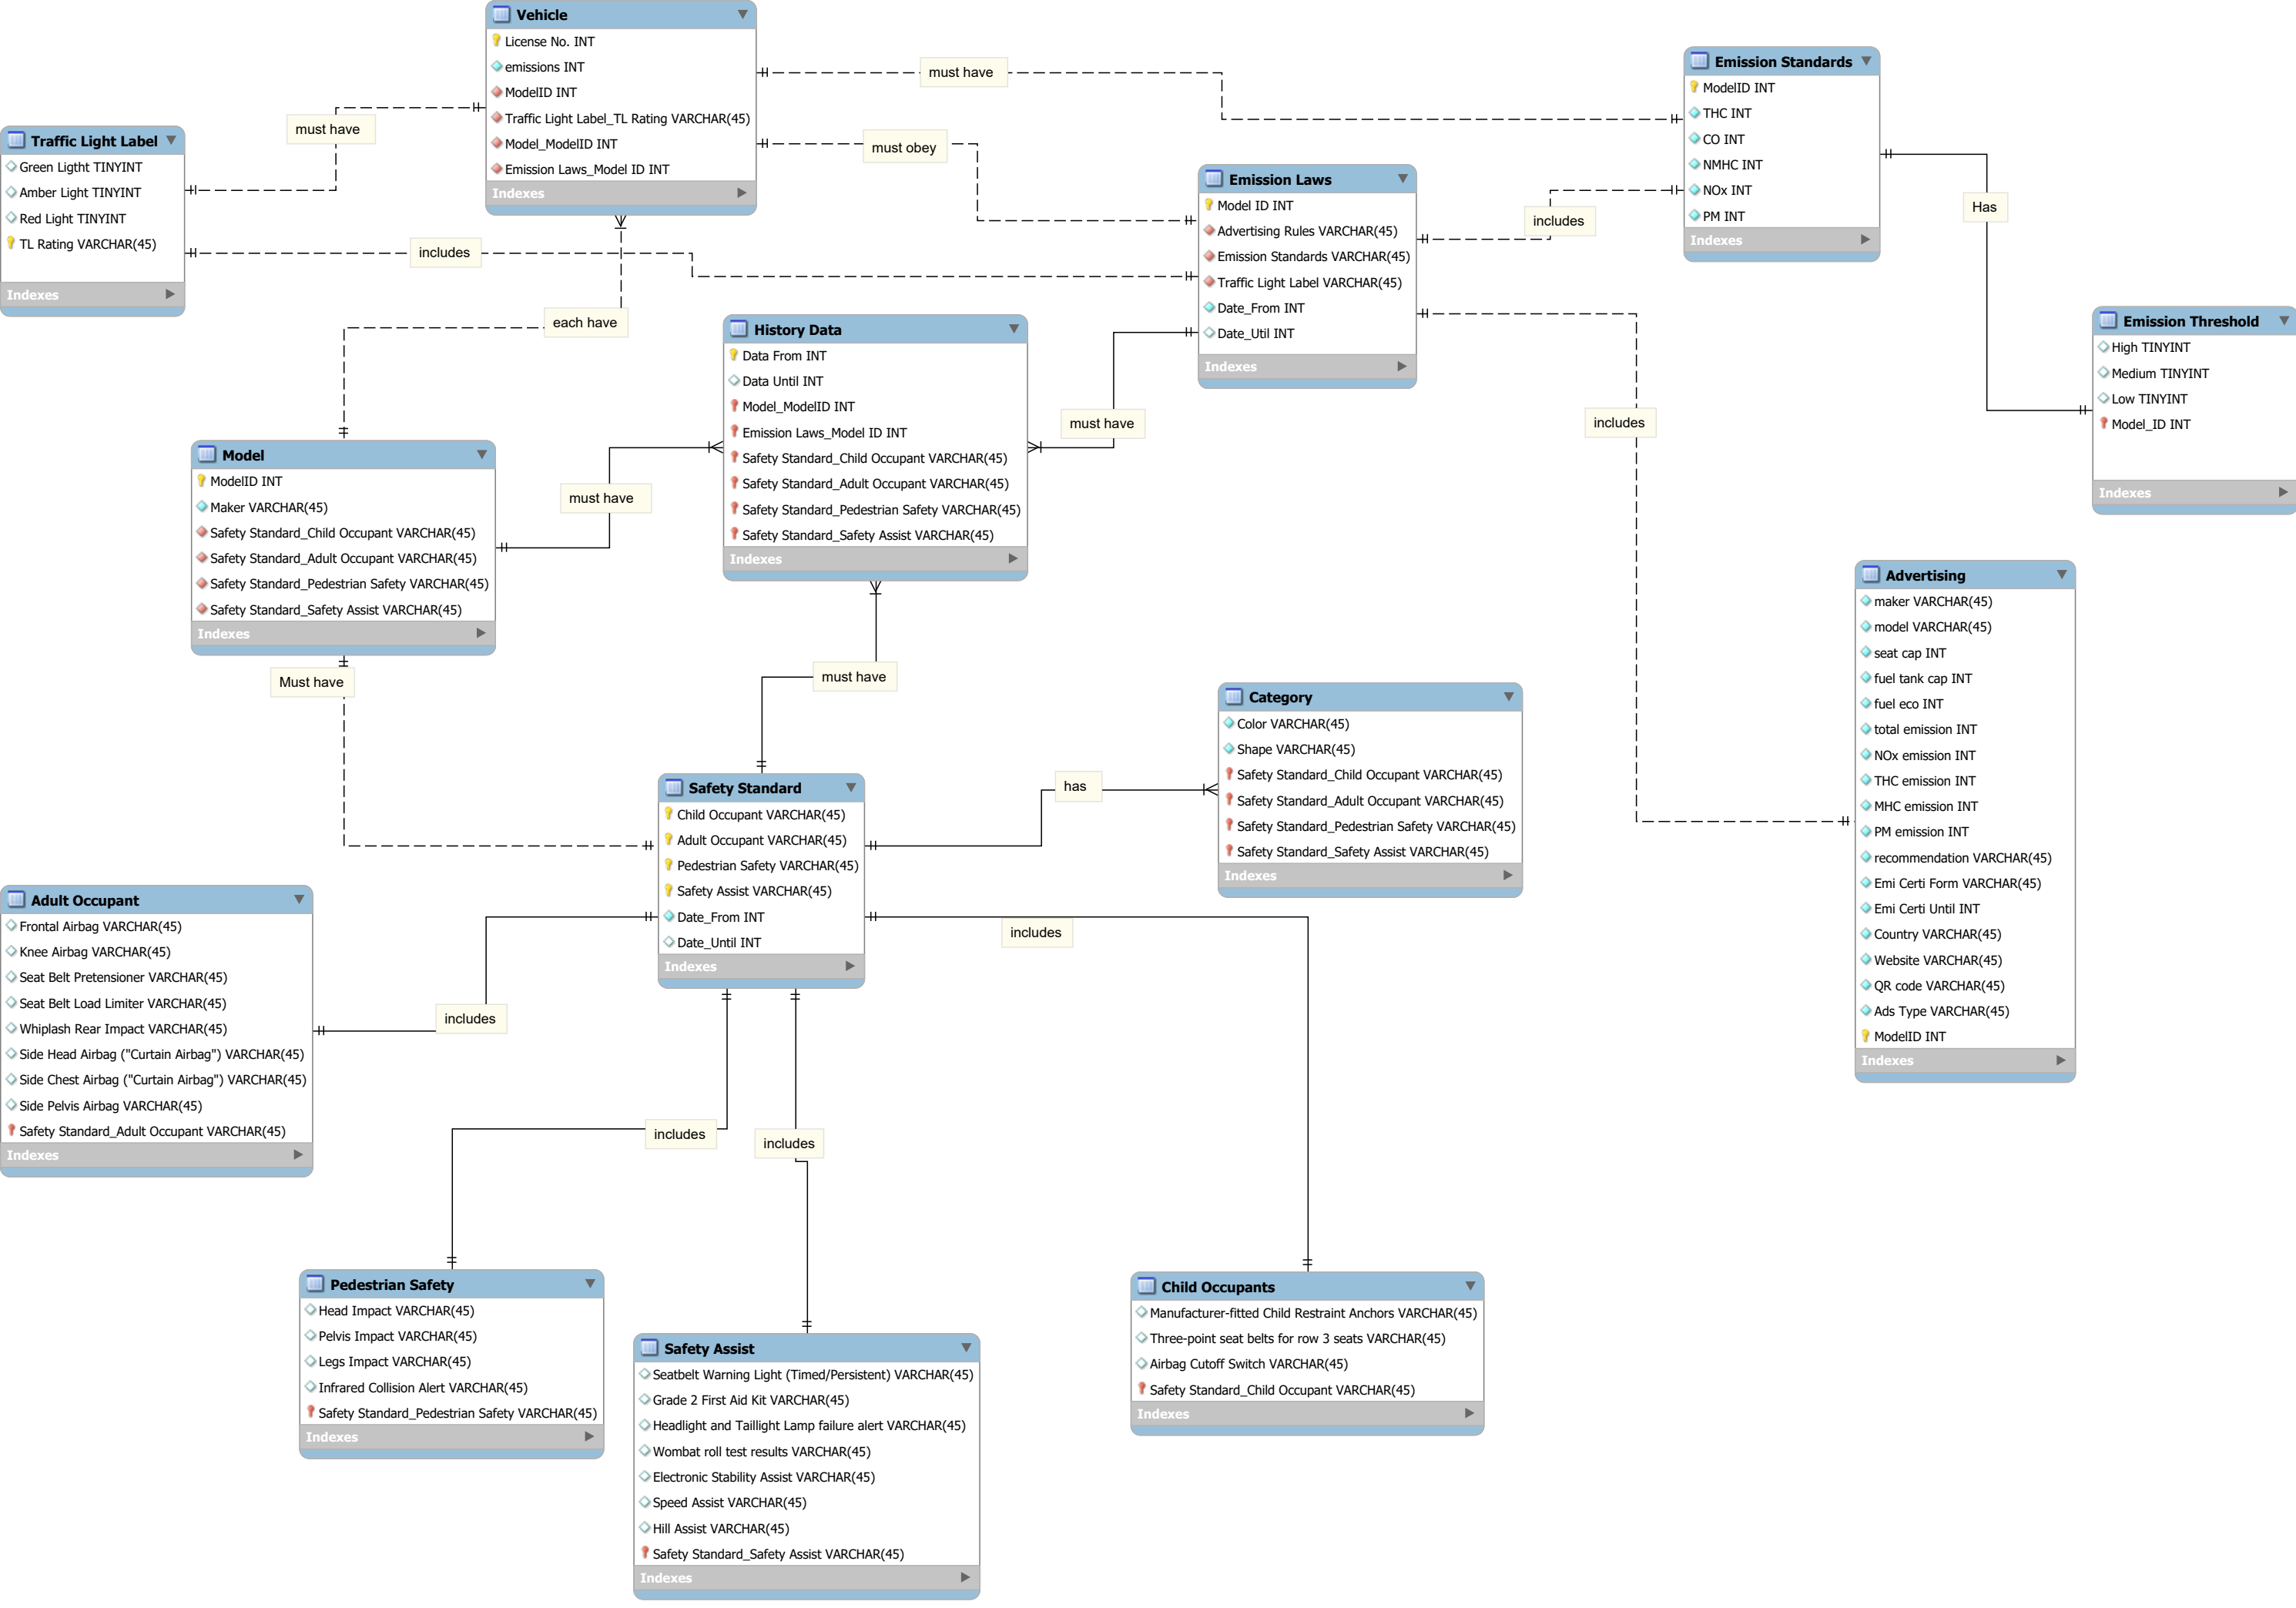 Vehicle
License No. INT
emissions INT
ModelID INT
Traffic Light Label_TL Rating VARCHAR(45)
Model_ModelID INT
Emission Laws_Model ID INT
Indexes
must have
must have
must obey
Emission Standards
ModelID INT
THC INT
CO INT
NMHC INT
NOx INT
PM INT
Indexes
Traffic Light Label
Green Ligtht TINYINT
Amber Light TINYINT
Red Light TINYINT
TL Rating VARCHAR(45)
Indexes
includes
Emission Laws
Model ID INT
Advertising Rules VARCHAR(45)
Emission Standards VARCHAR(45)
Traffic Light Label VARCHAR(45)
Date_From INT
Date_Util INT
Indexes
includes
Has
each have
History Data
Data From INT
Data Until INT
Model_ModelID INT
Emission Laws_Model ID INT
Safety Standard_Child Occupant VARCHAR(45)
Safety Standard_Adult Occupant VARCHAR(45)
Safety Standard_Pedestrian Safety VARCHAR(45)
Safety Standard_Safety Assist VARCHAR(45)
Indexes
must have
includes
Emission Threshold
High TINYINT
Medium TINYINT
Low TINYINT
Model_ID INT
Indexes
Model
ModelID INT
Maker VARCHAR(45)
Safety Standard_Child Occupant VARCHAR(45)
Safety Standard_Adult Occupant VARCHAR(45)
Safety Standard_Pedestrian Safety VARCHAR(45)
Safety Standard_Safety Assist VARCHAR(45)
Indexes
must have
Must have
must have
Advertising
maker VARCHAR(45)
model VARCHAR(45)
seat cap INT
fuel tank cap INT
fuel eco INT
total emission INT
NOx emission INT
THC emission INT
MHC emission INT
PM emission INT
recommendation VARCHAR(45)
Emi Certi Form VARCHAR(45)
Emi Certi Until INT
Country VARCHAR(45)
Website VARCHAR(45)
QR code VARCHAR(45)
Ads Type VARCHAR(45)
ModelID INT
Indexes
Category
Color VARCHAR(45)
Shape VARCHAR(45)
Safety Standard_Child Occupant VARCHAR(45)
Safety Standard_Adult Occupant VARCHAR(45)
Safety Standard_Pedestrian Safety VARCHAR(45)
Safety Standard_Safety Assist VARCHAR(45)
Indexes
has
Safety Standard
Child Occupant VARCHAR(45)
Adult Occupant VARCHAR(45)
Pedestrian Safety VARCHAR(45)
Safety Assist VARCHAR(45)
Date_From INT
Date_Until INT
Indexes
includes
Adult Occupant
Frontal Airbag VARCHAR(45)
Knee Airbag VARCHAR(45)
Seat Belt Pretensioner VARCHAR(45)
Seat Belt Load Limiter VARCHAR(45)
Whiplash Rear Impact VARCHAR(45)
Side Head Airbag ("Curtain Airbag") VARCHAR(45)
Side Chest Airbag ("Curtain Airbag") VARCHAR(45)
Side Pelvis Airbag VARCHAR(45)
Safety Standard_Adult Occupant VARCHAR(45)
Indexes
includes
includes
includes
Pedestrian Safety
Head Impact VARCHAR(45)
Pelvis Impact VARCHAR(45)
Legs Impact VARCHAR(45)
Infrared Collision Alert VARCHAR(45)
Safety Standard_Pedestrian Safety VARCHAR(45)
Indexes
Safety Assist
Seatbelt Warning Light (Timed/Persistent) VARCHAR(45)
Grade 2 First Aid Kit VARCHAR(45)
Headlight and Taillight Lamp failure alert VARCHAR(45)
Wombat roll test results VARCHAR(45)
Electronic Stability Assist VARCHAR(45)
Speed Assist VARCHAR(45)
Hill Assist VARCHAR(45)
Safety Standard_Safety Assist VARCHAR(45)
Indexes
Child Occupants
Manufacturer-fitted Child Restraint Anchors VARCHAR(45)
Three-point seat belts for row 3 seats VARCHAR(45)
Airbag Cutoff Switch VARCHAR(45)
Safety Standard_Child Occupant VARCHAR(45)
Indexes